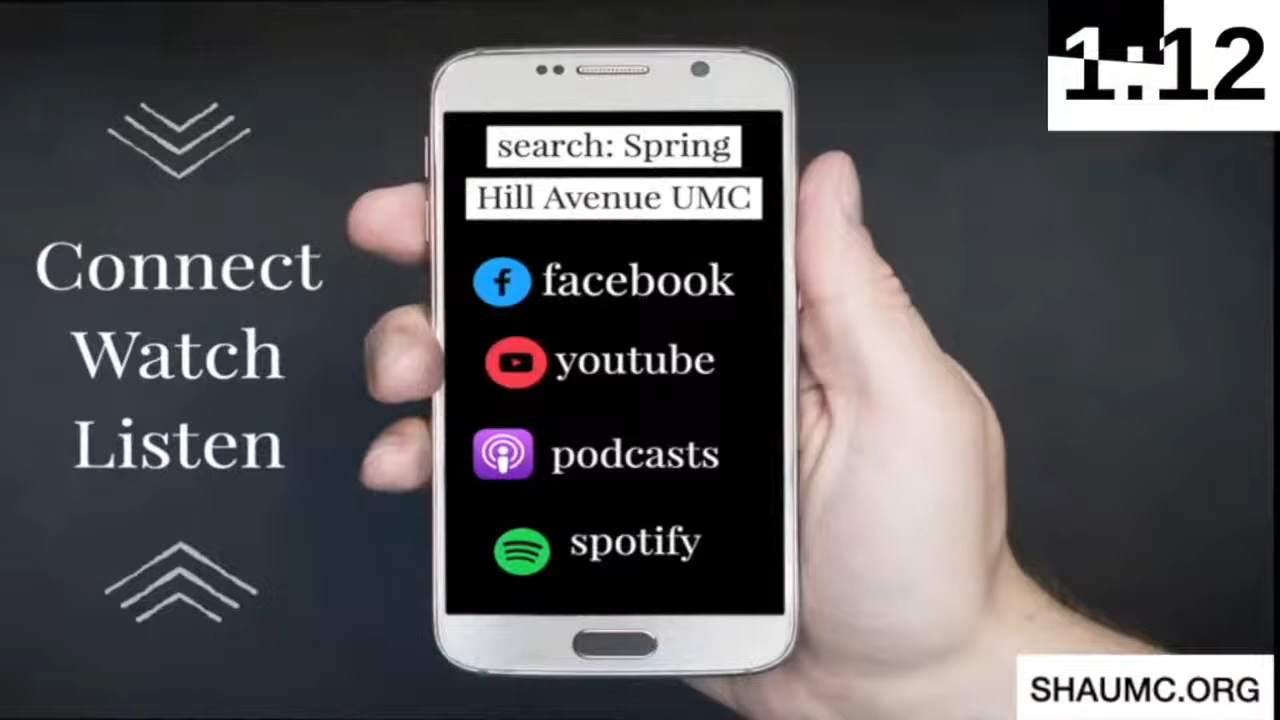 1:12
search: Spring
Hill Avenue UMC
Connect
Watch
Listen
facebook
youtube
podcasts
spotify
SHAUMC.ORG